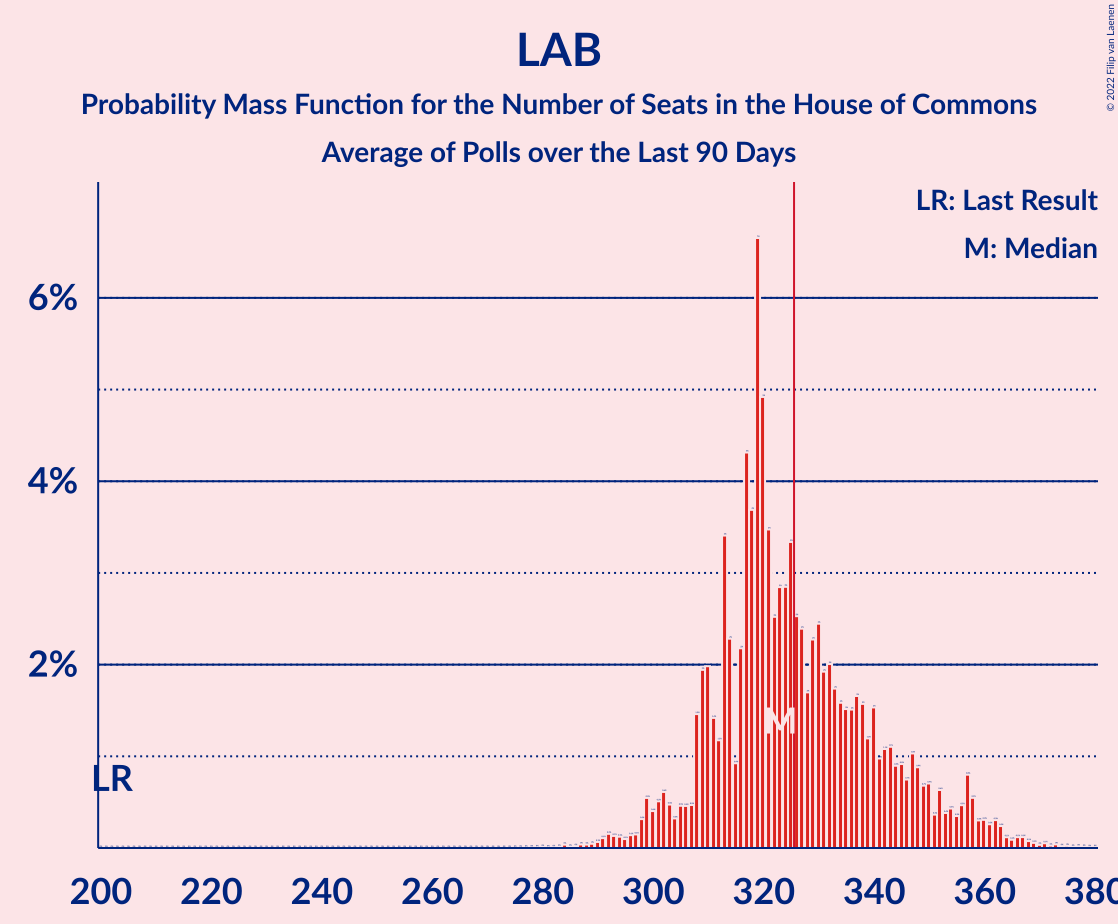 LAB
Probability Mass Function for the Number of Seats in the House of Commons
Average of Polls over the Last 90 Days
© 2022 Filip van Laenen
LR: Last Result
M: Median
6%
4%
2%
M
LR
200 220 240 260 280 300 320 340 360 380